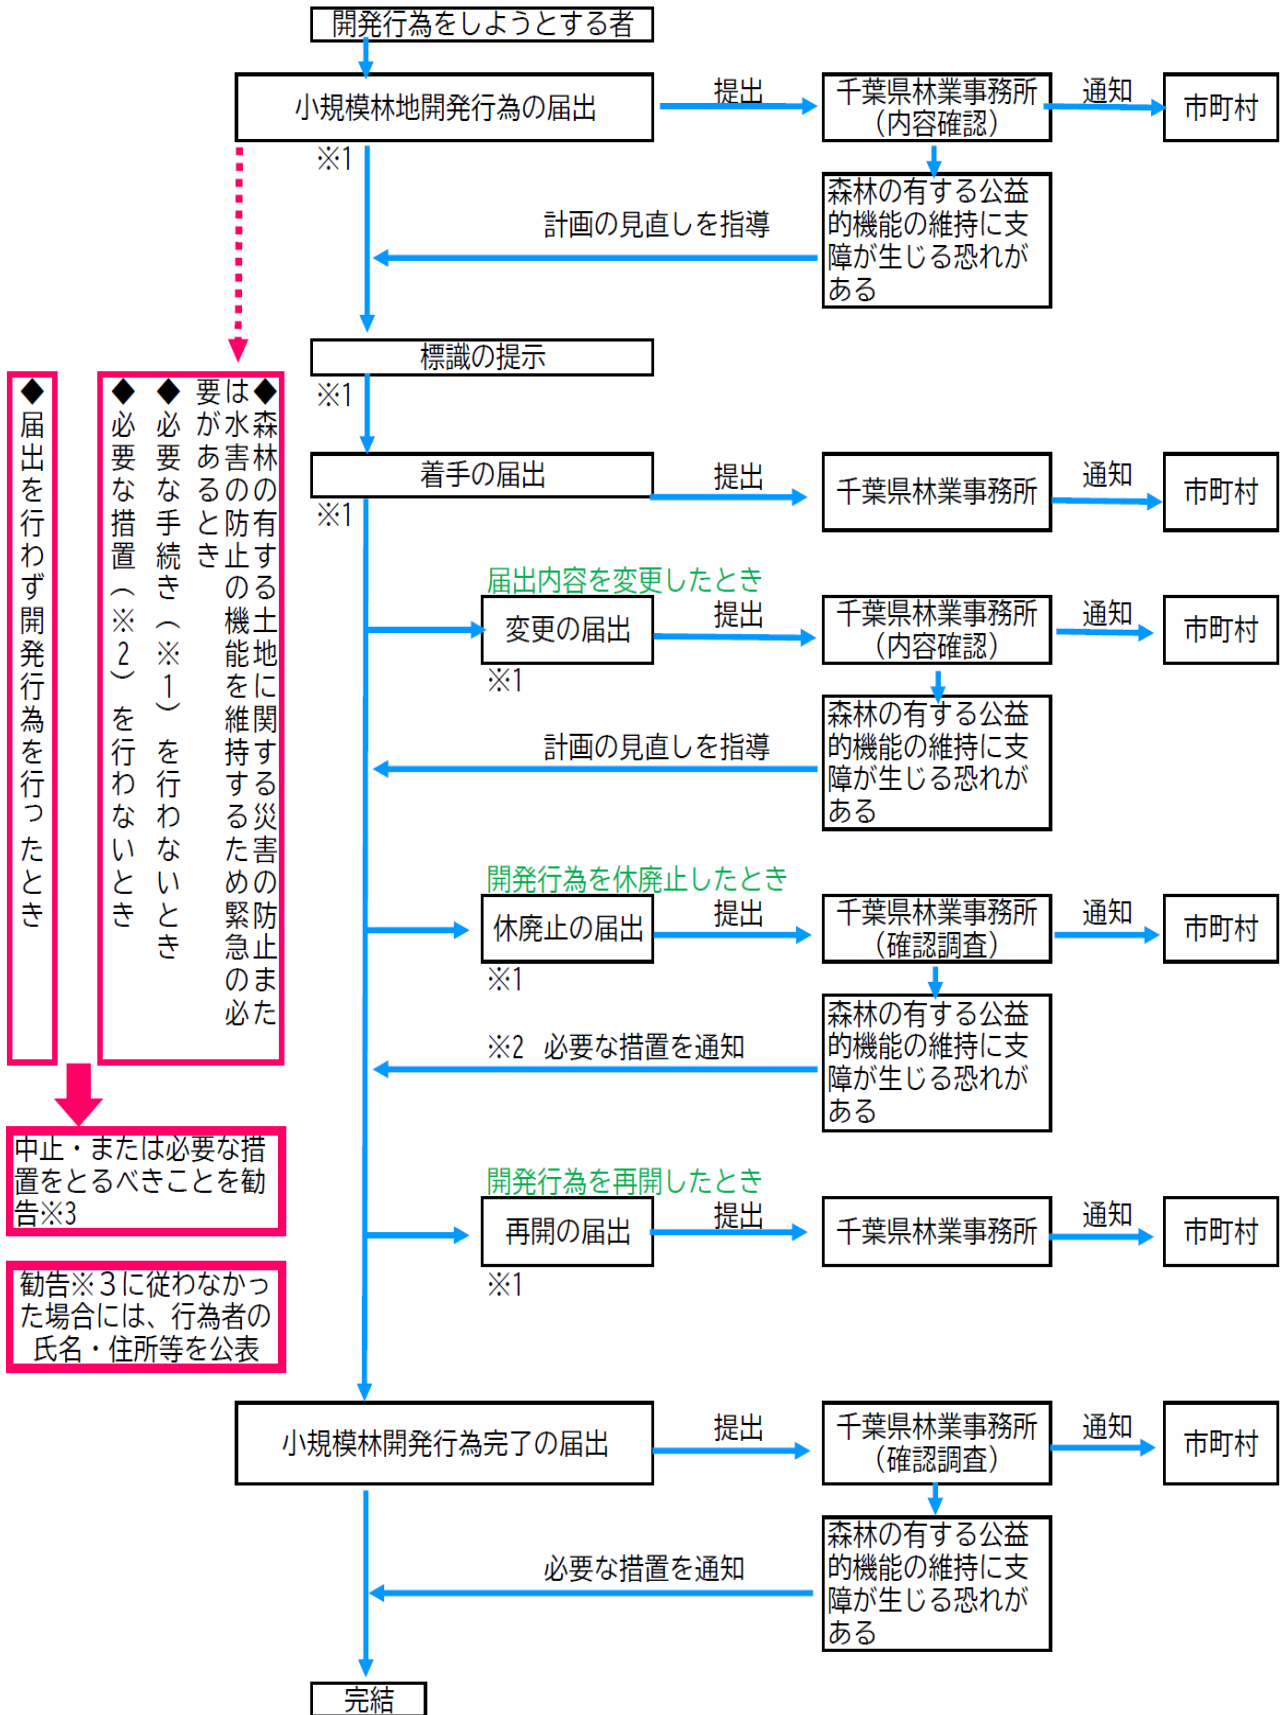 開発行為をしようとする者
小規模林地開発行為の届出
提出
千葉県林業事務所
（内容確認）
通知
市町村
※1
森林の有する公益
的機能の維持に支
障が生じる恐れが
ある
計画の見直しを指導
標識の提示
※1
着手の届出
提出
千葉県林業事務所
通知
市町村
※1
届出内容を変更したとき
変更の届出
提出
千葉県林業事務所
（内容確認）
通知
市町村
※1
森林の有する公益
的機能の維持に支
障が生じる恐れが
ある
計画の見直しを指導
開発行為を休廃止したとき
休廃止の届出
提出
千葉県林業事務所
（確認調査）
通知
市町村
※1
森林の有する公益
的機能の維持に支
障が生じる恐れが
ある
※2 必要な措置を通知
開発行為を再開したとき
再開の届出
提出
千葉県林業事務所
通知
市町村
※1
◆森林の有する土地に関する災害の防止また
は水害の防止の機能を維持するため緊急の必
要があるとき
◆必要な手続き（※1）を行わないとき
◆必要な措置（※2）を行わないとき
◆届出を行わず開発行為を行ったとき
中止・または必要な措
置をとるべきことを勧
告※3
勧告※３に従わなかっ
た場合には、行為者の
氏名・住所等を公表
小規模林開発行為完了の届出
提出
千葉県林業事務所
（確認調査）
通知
市町村
森林の有する公益
的機能の維持に支
障が生じる恐れが
ある
必要な措置を通知
完結